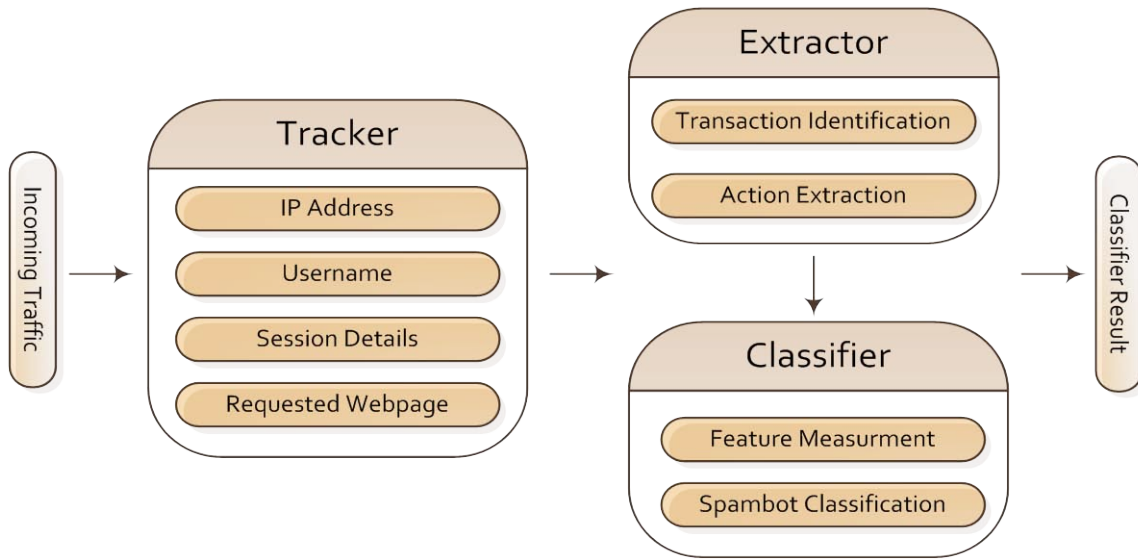 Incoming Traffic
Tracker
IP Address
Username
Session Details
Requested Webpage
Extractor
Transaction Identification
Action Extraction
Classifier
Feature Measurment
Spambot Classification
Classifier Result